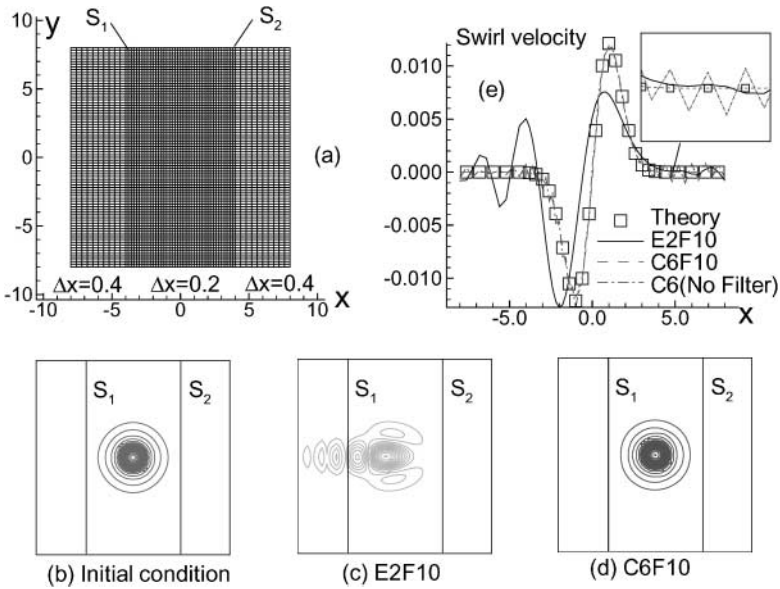 S1 S2
y
10
5
0
-5
-10
(a)
Δx=0.4 Δx=0.2 Δx=0.4
x
-10 -5 0 5 10
Swirl velocity
(e)
0.010
0.005
0.000
-0.005
-0.010
Theory
E2F10
C6F10
C6(No Filter)
-5.0 0.0 5.0 x
S1 S2
(b) Initial condition
S1 S2
(c) E2F10
S1 S2
(d) C6F10